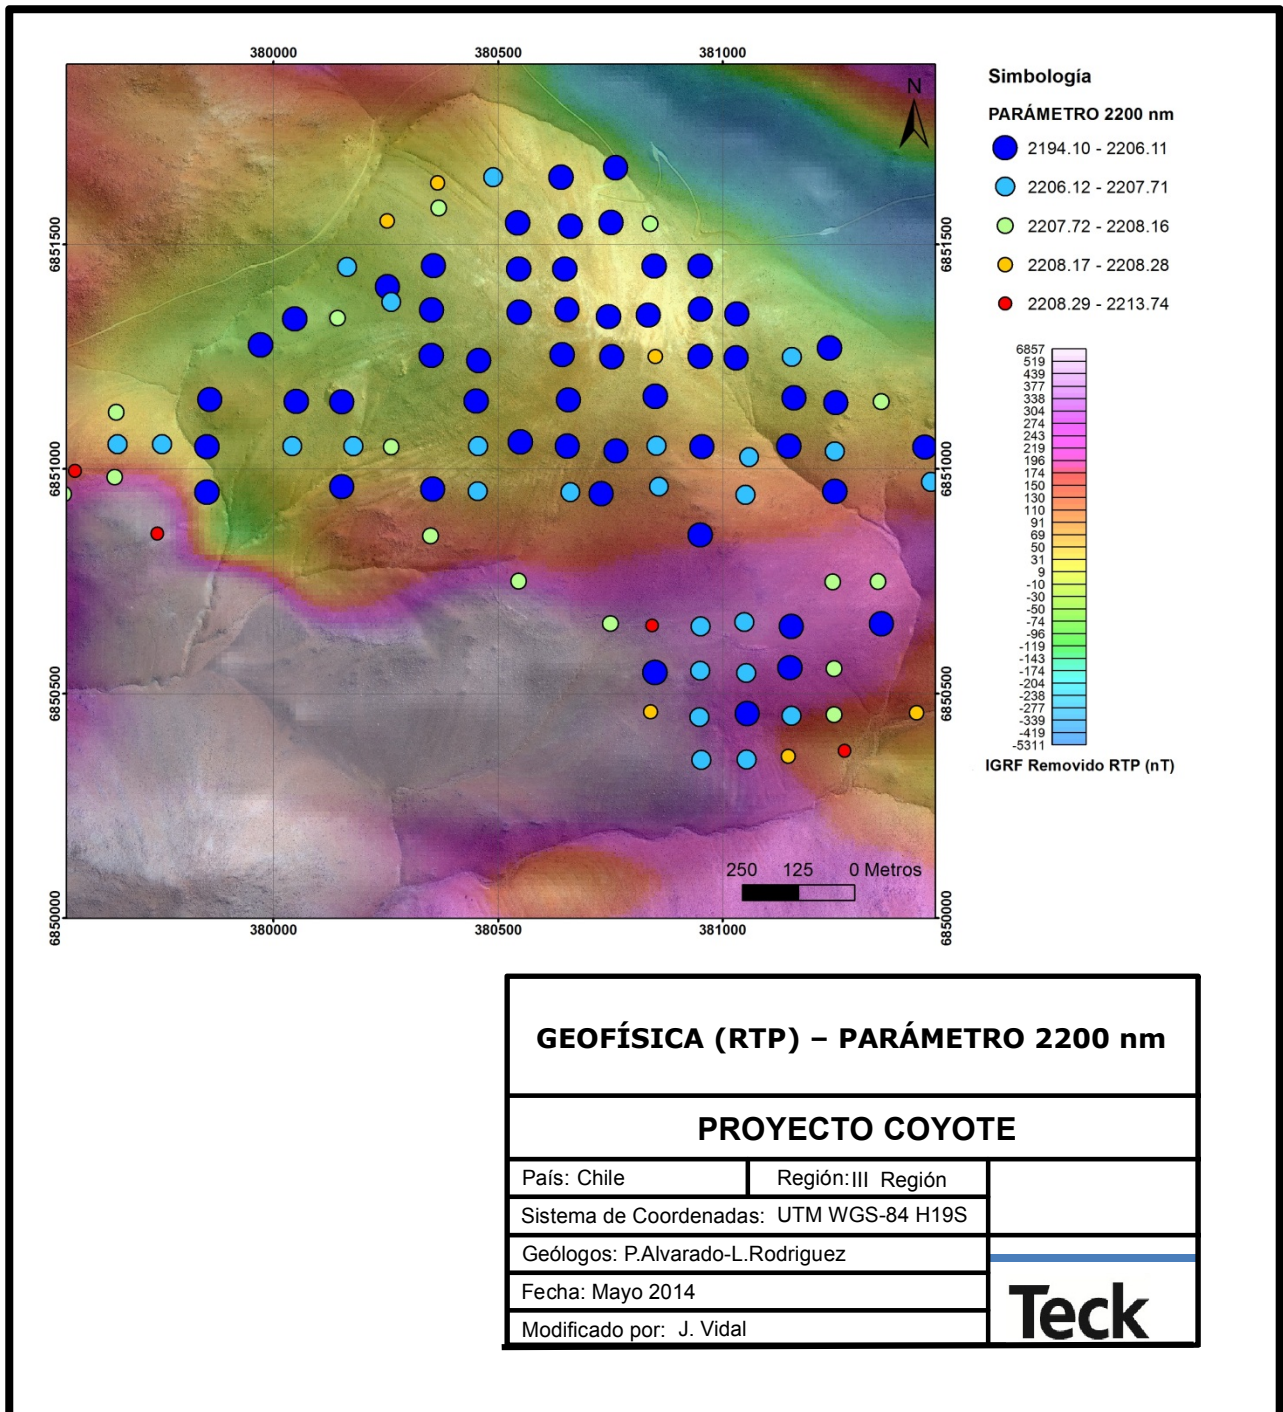 380000
380500
381000
N
6851500
6851500
6851000
6851000
6850500
6850500
6850000
6850000
250 125 0 Metros
380000
380500
381000
Simbología
PARÁMETRO 2200 nm
2194.10 - 2206.11
2206.12 - 2207.71
2207.72 - 2208.16
2208.17 - 2208.28
2208.29 - 2213.74
6857
519
439
377
338
304
274
243
219
196
174
150
130
110
91
69
50
31
9
-10
-30
-50
-74
-96
-119
-143
-174
-204
-238
-277
-339
-419
-5311
IGRF Removido RTP (nT)
GEOFÍSICA (RTP) – PARÁMETRO 2200 nm
PROYECTO COYOTE
País: Chile
Región:III Región
Sistema de Coordenadas: UTM WGS-84 H19S
Geólogos: P.Alvarado-L.Rodriguez
Fecha: Mayo 2014
Modificado por: J. Vidal
Teck